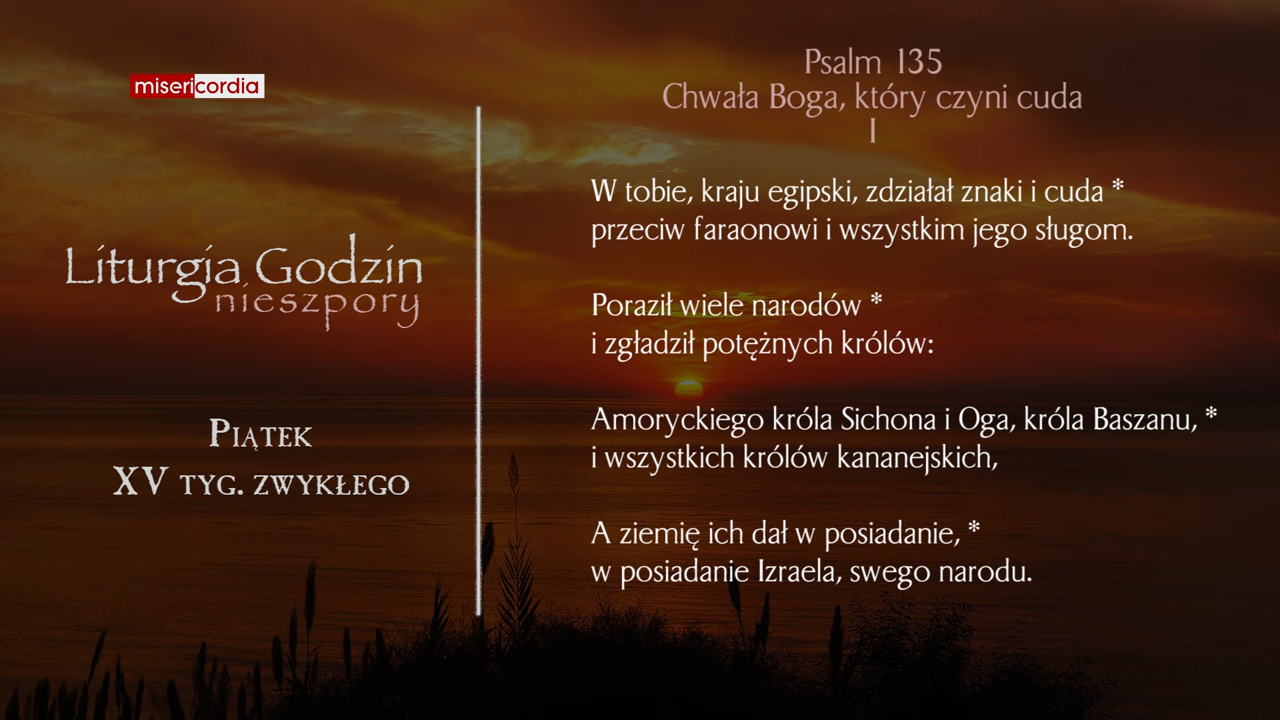 misericordia
Liturgia Godzin
nieszpory
Piątek
XV tyg. zwykłego
Psalm 135
Chwała Boga, który czyni cuda
I
W tobie, kraju egipski, zdziałał znaki i cuda *
przeciw faraonowi i wszystkim jego sługom.
Poraził wiele narodów *
i zgładził potężnych królów:
Amoryckiego króla Sichona i Oga, króla Baszanu, *
i wszystkich królów kananejskich,
A ziemię ich dał w posiadanie, *
w posiadanie Izraela, swego narodu.